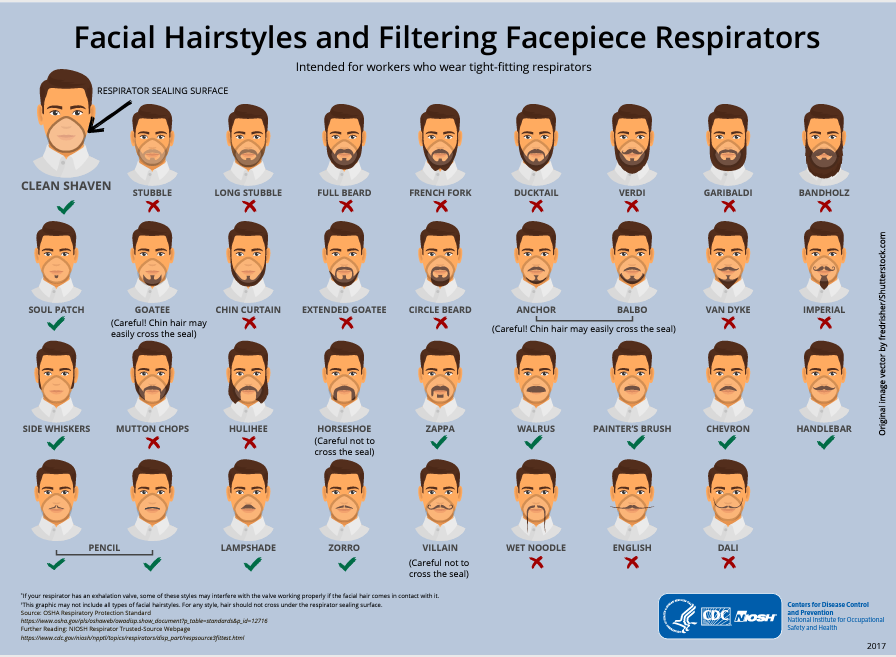 Facial Hairstyles and Filtering Facepiece Respirators
Intended for workers who wear tight-fitting respirators
RESPIRATOR SEALING SURFACE
CLEAN SHAVEN
STUBBLE
LONG STUBBLE
FULL BEARD
FRENCH FORK
DUCKTAIL
VERDI
GARIBALDI
BANDHOLZ
SOUL PATCH
GOATEE
(Careful! Chin hair may
easily cross the seal)
CHIN CURTAIN
EXTENDED GOATEE
CIRCLE BEARD
ANCHOR
BALBO
(Careful! Chin hair may easily cross the seal)
VAN DYKE
IMPERIAL
SIDE WHISKERS
MUTTON CHOPS
HULIHEE
HORSESHOE
(Careful not to
cross the seal)
ZAPPA
WALRUS
PAINTER'S BRUSH
CHEVRON
HANDLEBAR
PENCIL
LAMPSHADE
ZORRO
VILLAIN
(Careful not to
cross the seal)
WET NOODLE
ENGLISH
DALI
Original image vector by fredrisher/Shutterstock.com
*If your respirator has an exhalation valve, some of these styles may interfere with the valve working properly if the facial hair comes in contact with it.
*This graphic may not include all types of facial hairstyles. For any style, hair should not cross under the respirator sealing surface.
Source: OSHA Respiratory Protection Standard
https://www.osha.gov/pls/oshaweb/owadisp.show_document?p_table=standards&p_id=12716
Further Reading: NIOSH Respirator Trusted-Source Webpage
https://www.cdc.gov/niosh/npptl/topics/respirators/disp_part/respsource3fittest.html
CDC
NIOSH
Centers for Disease Control
and Prevention
National Institute for Occupational
Safety and Health
2017